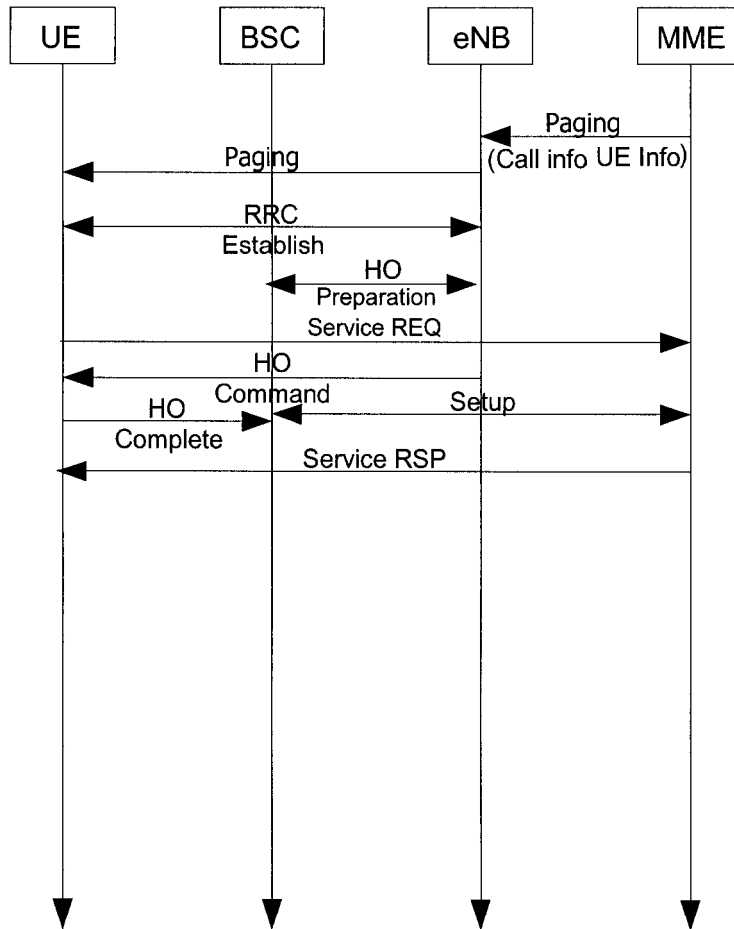 UE BSC eNB MME
Paging
(Call info UE Info)
Paging
RRC
Establish
HO
Preparation
Service REQ
HO
Command
Setup
HO
Complete
Service RSP